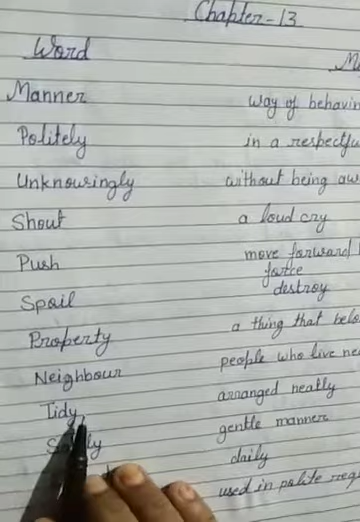 Chapter-13
Word
Manner way of behavin
Politely in a respectfu
Unknowingly without being aw
Shout a loud cry
Push move forward
force
Spoil destroy
Property a thing that belo
Neighbour people who live ne
Tidy arranged neatly
gentle manner
daily
used in polite req